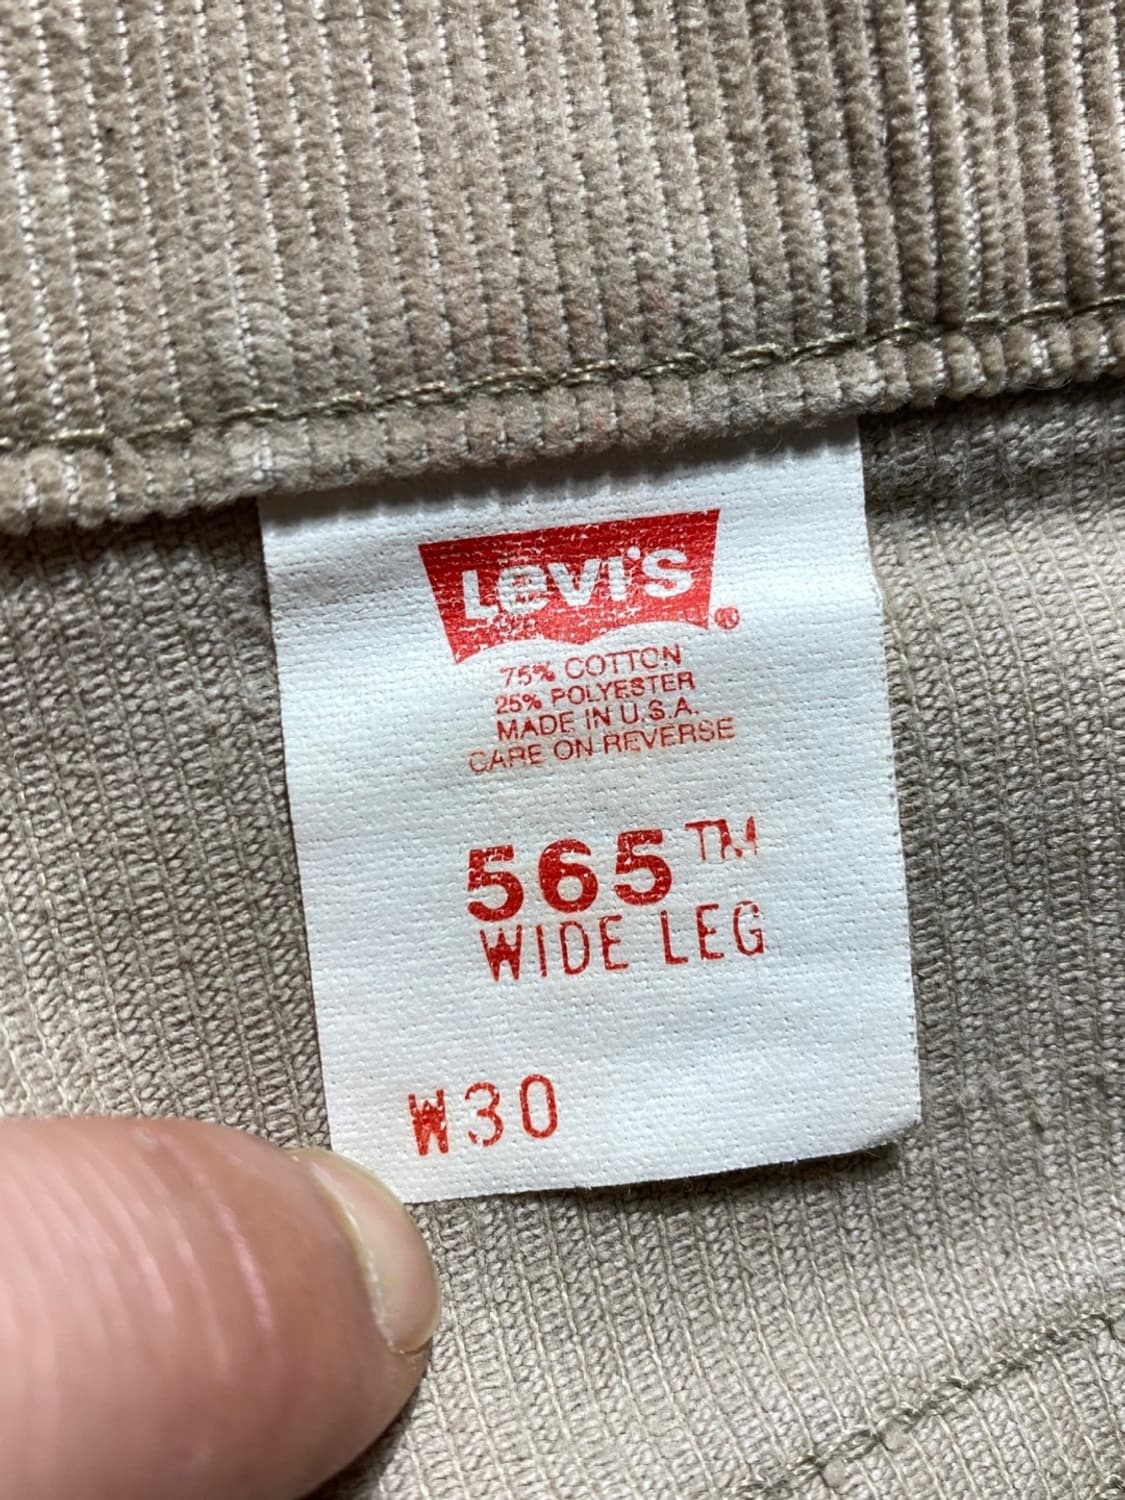 Levi's ®
75% COTTON
25% POLYESTER
MADE IN U.S.A.
CARE ON REVERSE
565 TM
WIDE LEG
W30